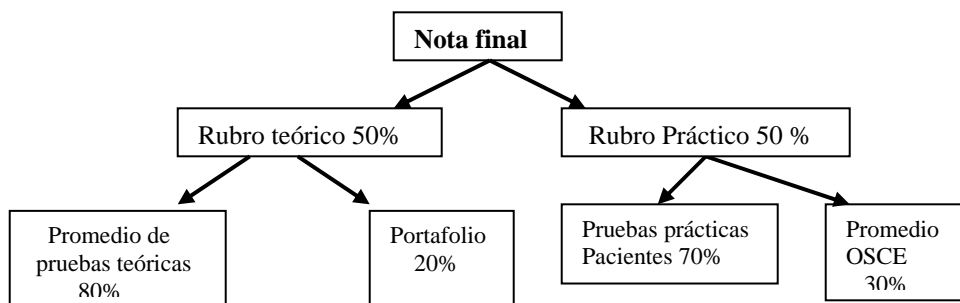 Nota final
Rubro teórico 50%
Rubro Práctico 50 %
Promedio de
pruebas teóricas
80%
Portafolio
20%
Pruebas prácticas
Pacientes 70%
Promedio
OSCE
30%